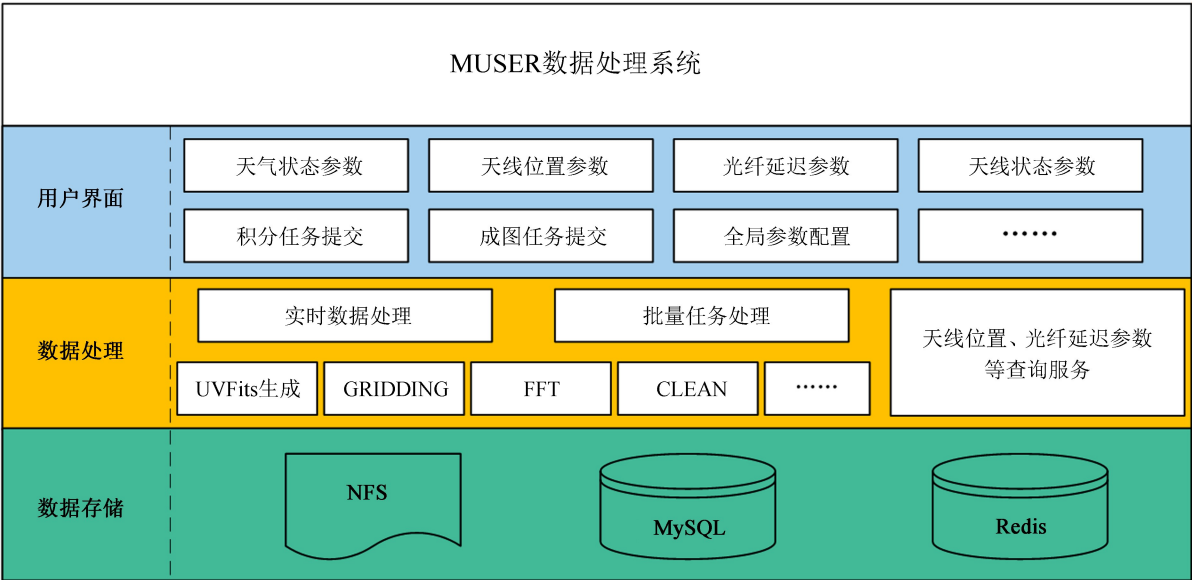 MUSER数据处理系统
用户界面
天气状态参数
天线位置参数
光纤延迟参数
天线状态参数
积分任务提交
成图任务提交
全局参数配置
······
数据处理
实时数据处理
批量任务处理
天线位置、光纤延迟参数
等查询服务
UVFits生成
GRIDDING
FFT
CLEAN
······
数据存储
NFS
MySQL
Redis